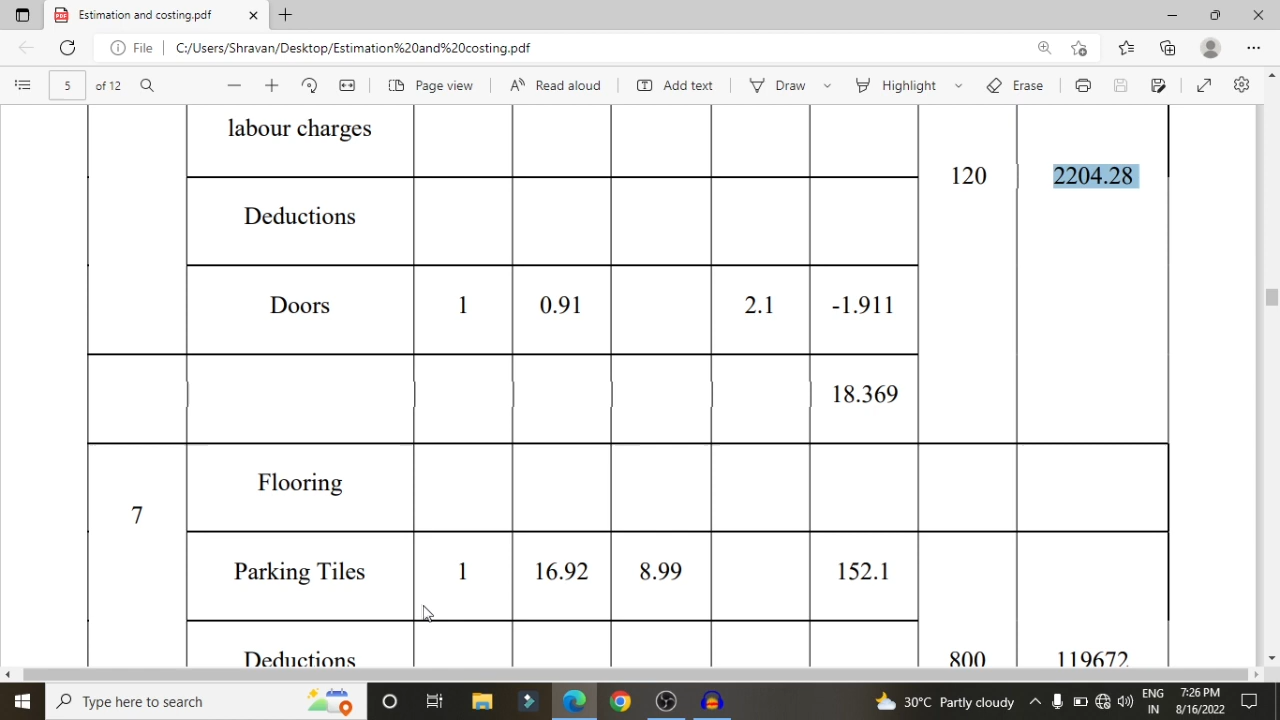 Estimation and costing.pdf
File C:/Users/Shravan/Desktop/Estimation%20and%20costing.pdf
5 of 12 Page view Read aloud Add text Draw Highlight Erase
labour charges
120 2204.28
Deductions
Doors 1 0.91 2.1 -1.911
18.369
Flooring
7
Parking Tiles 1 16.92 8.99 152.1
Deductions 800 119672
Type here to search 30°C Partly cloudy ENG 7:26 PM
IN 8/16/2022